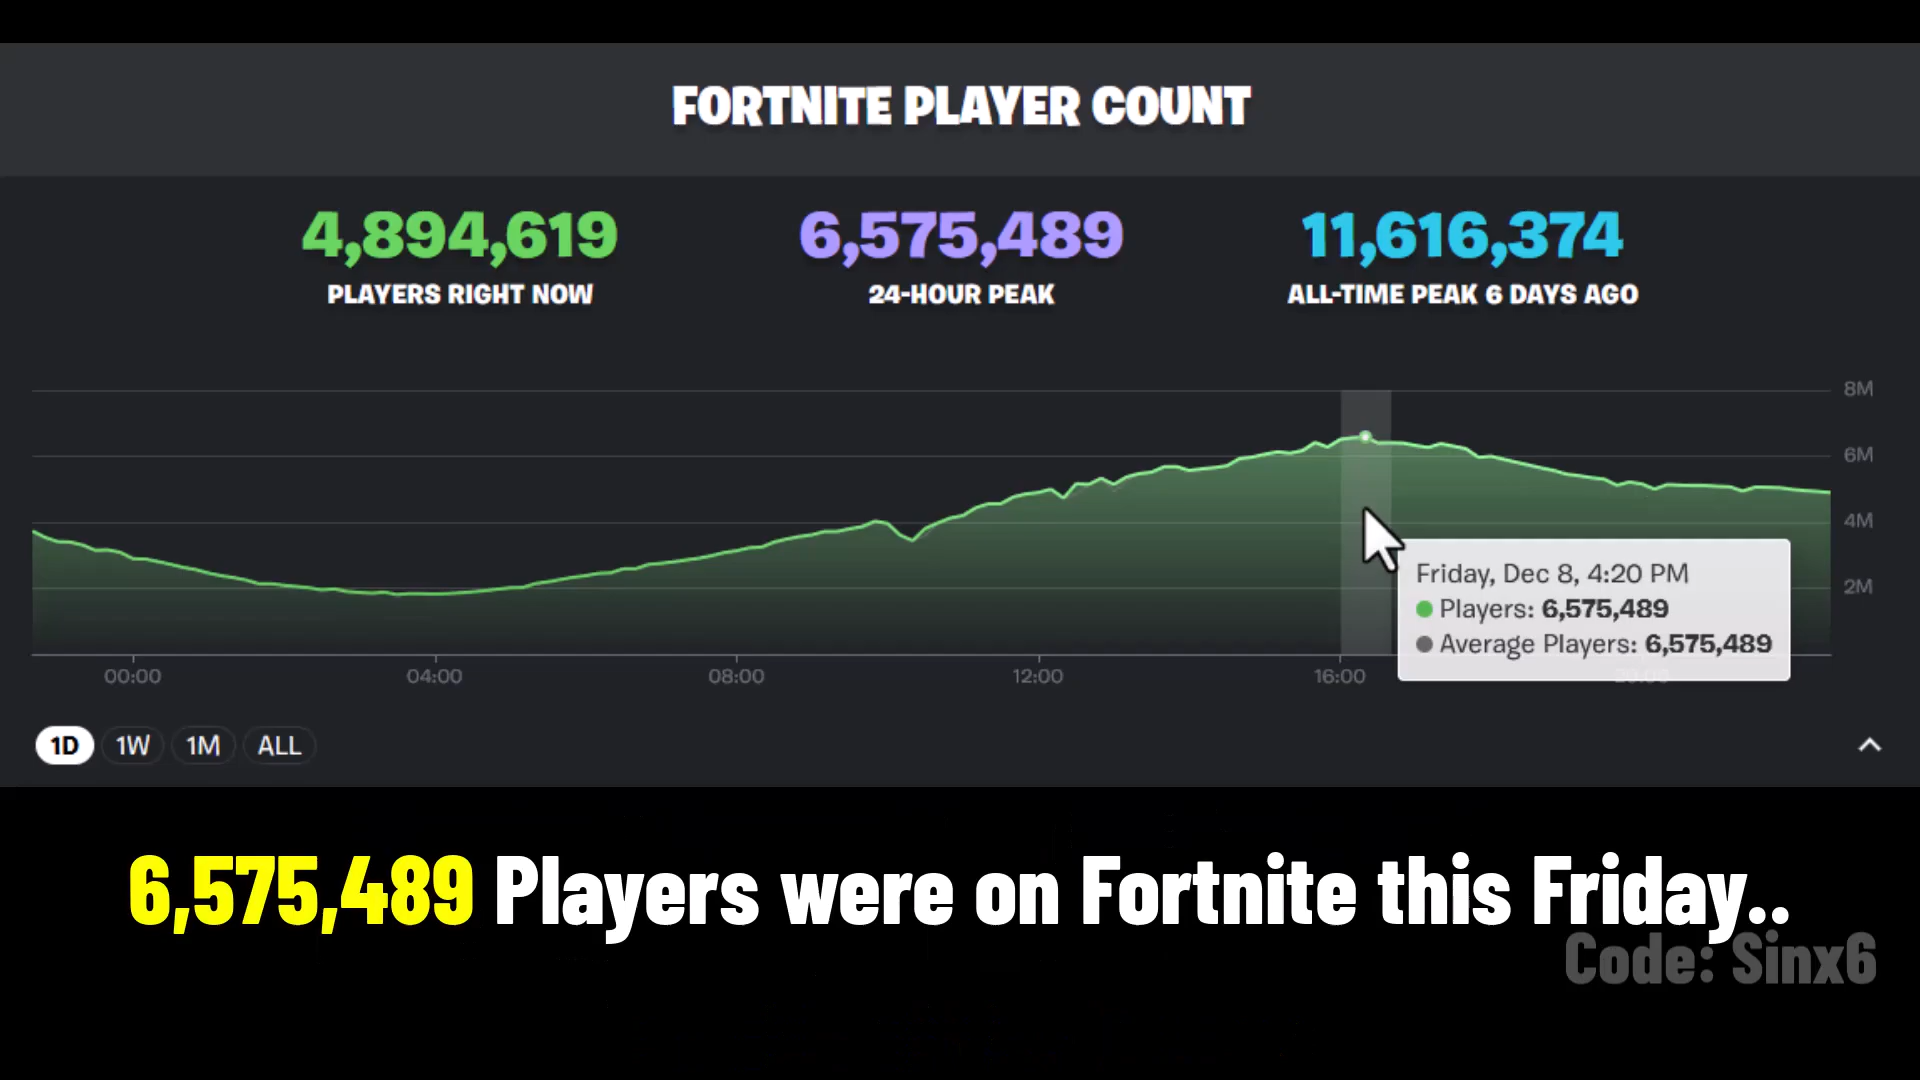 FORTNITE PLAYER COUNT
4,894,619 6,575,489 11,616,374
PLAYERS RIGHT NOW 24-HOUR PEAK ALL-TIME PEAK 6 DAYS AGO
8M
6M
4M
2M
Friday, Dec 8, 4:20 PM
Players: 6,575,489
Average Players: 6,575,489
00:00 04:00 08:00 12:00 16:00 20:00
1D 1W 1M ALL
6,575,489 Players were on Fortnite this Friday..
Code: Sinx6